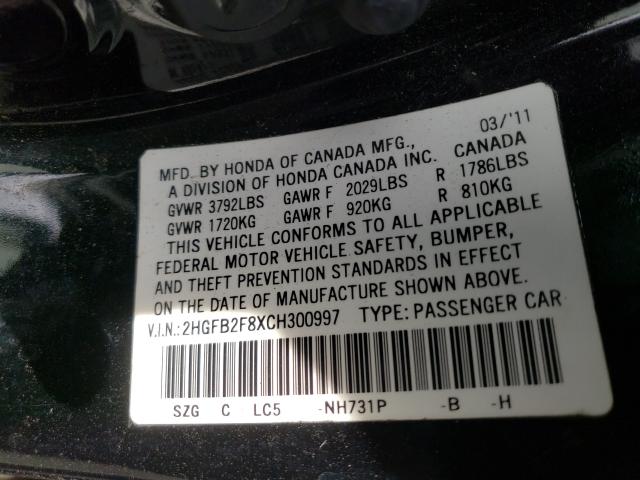 03/'11
MFD. BY HONDA OF CANADA MFG.,
A DIVISION OF HONDA CANADA INC. CANADA
GVWR 3792LBS GAWR F 2029LBS R 1786LBS
GVWR 1720KG GAWR F 920KG R 810KG
THIS VEHICLE CONFORMS TO ALL APPLICABLE
FEDERAL MOTOR VEHICLE SAFETY, BUMPER,
AND THEFT PREVENTION STANDARDS IN EFFECT
ON THE DATE OF MANUFACTURE SHOWN ABOVE.
V.I.N.: 2HGFB2F8XCH300997 TYPE: PASSENGER CAR
SZG C LC5 -NH731P -B -H